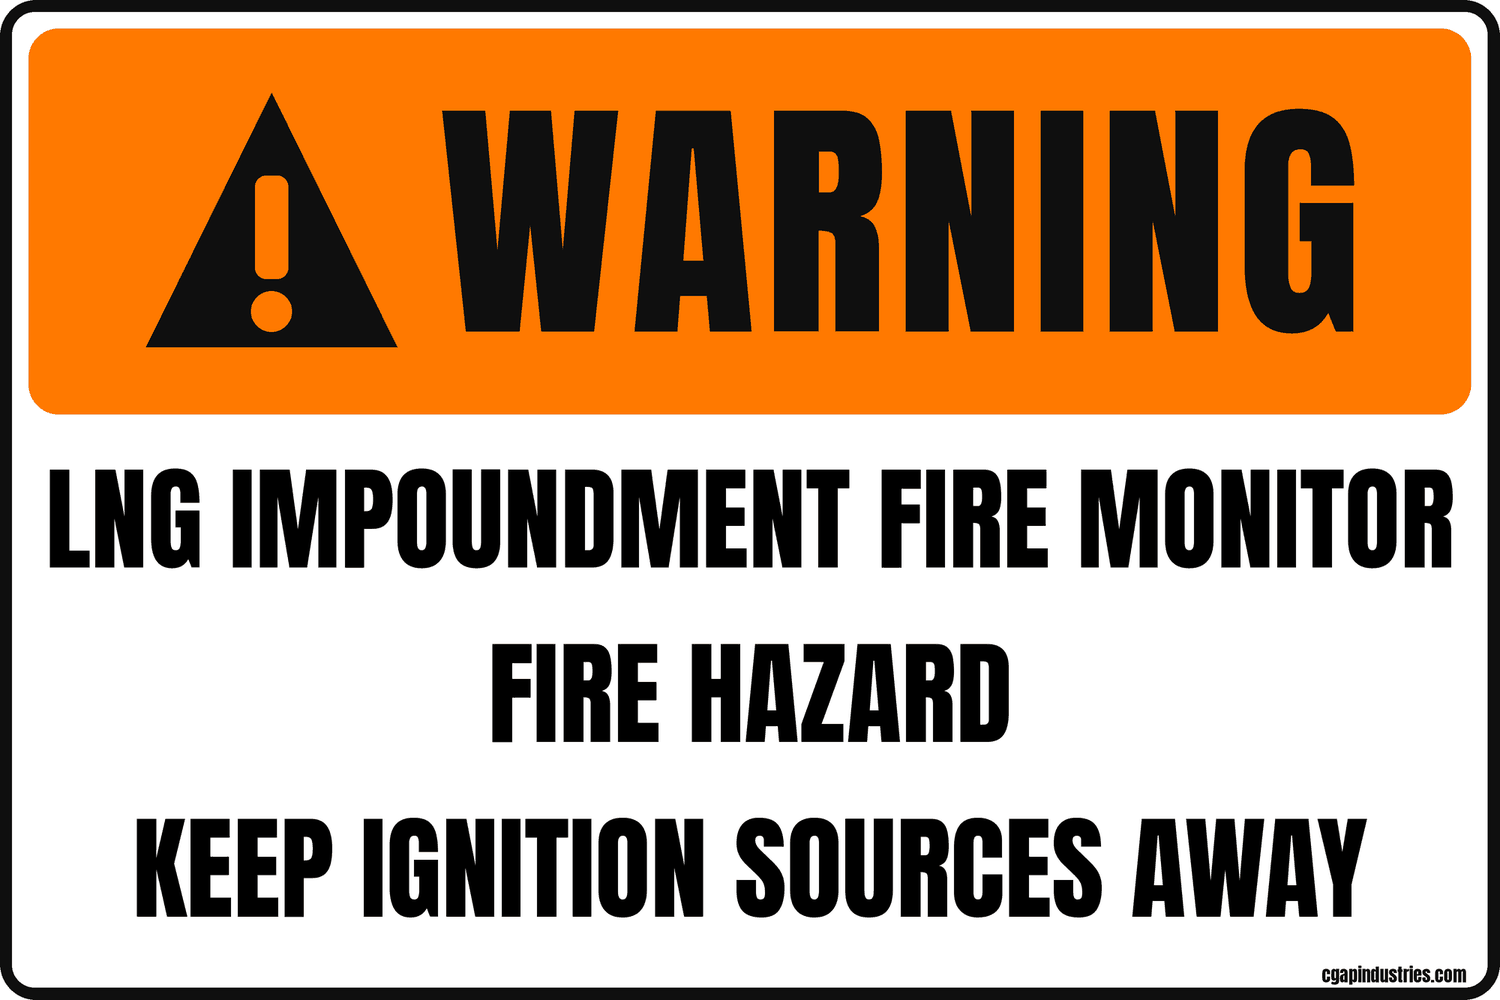 WARNING
LNG IMPOUNDMENT FIRE MONITOR
FIRE HAZARD
KEEP IGNITION SOURCES AWAY
cgapindustries.com